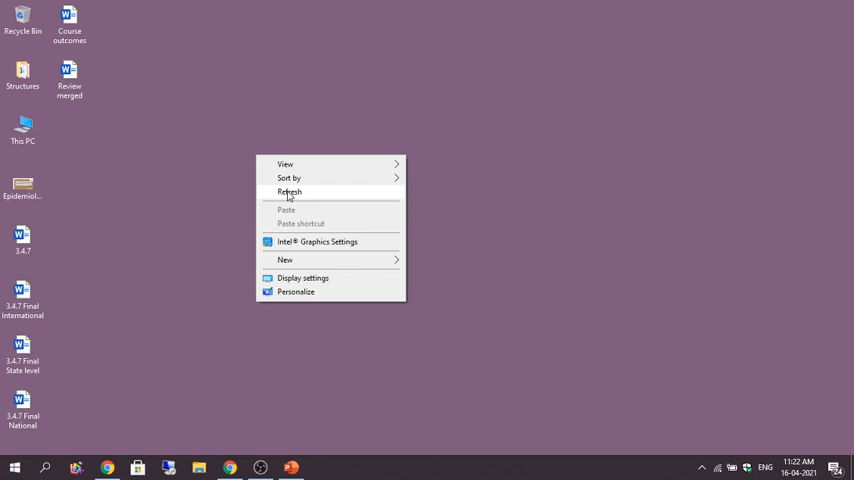 Recycle Bin
Course
outcomes
Structures
Review
merged
This PC
Epidemiol...
3.4.7
3.4.7 Final
International
3.4.7 Final
State level
3.4.7 Final
National
View
Sort by
Refresh
Paste
Paste shortcut
Intel® Graphics Settings
New
Display settings
Personalize
ENG
11:22 AM
16-04-2021
24